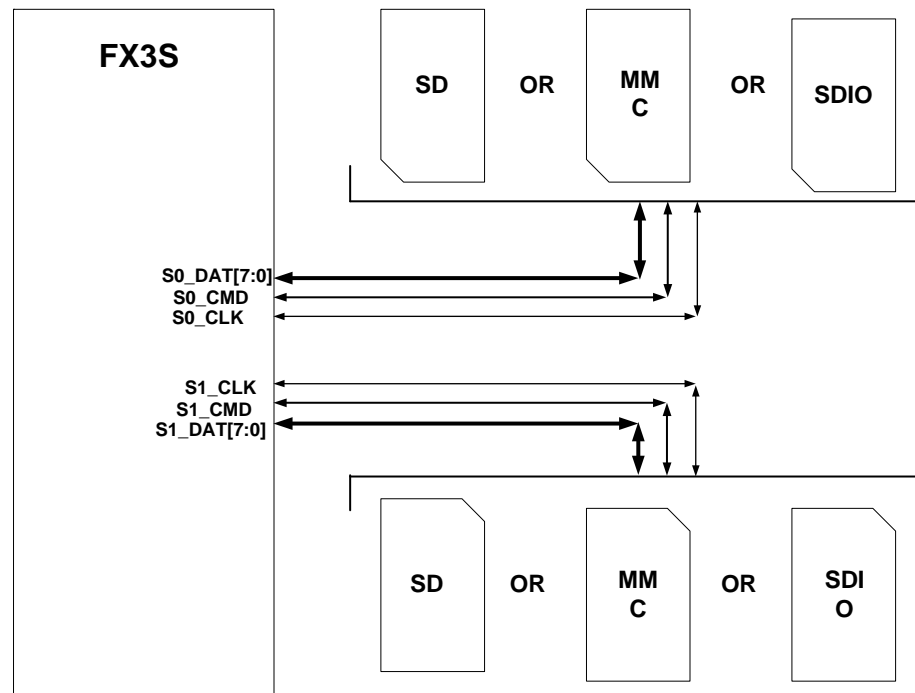 FX3S
SD OR MM
C OR SDIO
S0_DAT[7:0]
S0_CMD
S0_CLK
S1_CLK
S1_CMD
S1_DAT[7:0]
SD OR MM
C OR SDI
O